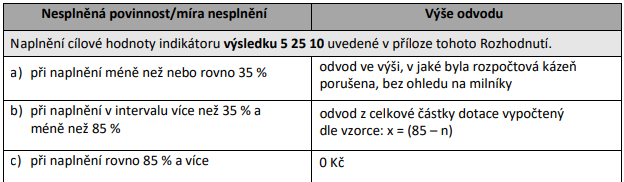 Nesplněná povinnost/míra nesplnění
Výše odvodu
Naplnění cílové hodnoty indikátoru výsledku 5 25 10 uvedené v příloze tohoto Rozhodnutí.
a) při naplnění méně než nebo rovno 35 %
odvod ve výši, v jaké byla rozpočtová kázeň
porušena, bez ohledu na milníky
b) při naplnění v intervalu více než 35 % a
méně než 85 %
odvod z celkové částky dotace vypočtený
dle vzorce: x = (85 – n)
c) při naplnění rovno 85 % a více
0 Kč